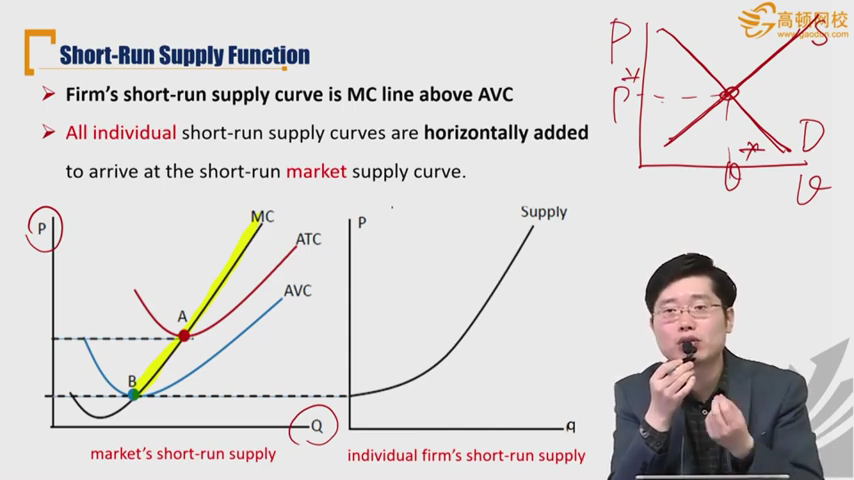 高顿网校
www.gaodun.com
Short-Run Supply Function
Firm's short-run supply curve is MC line above AVC
All individual short-run supply curves are horizontally added
to arrive at the short-run market supply curve.
P
S
P*
D
Q*
Q
P
MC
ATC
AVC
A
B
Q
market's short-run supply
P
Supply
q
individual firm's short-run supply